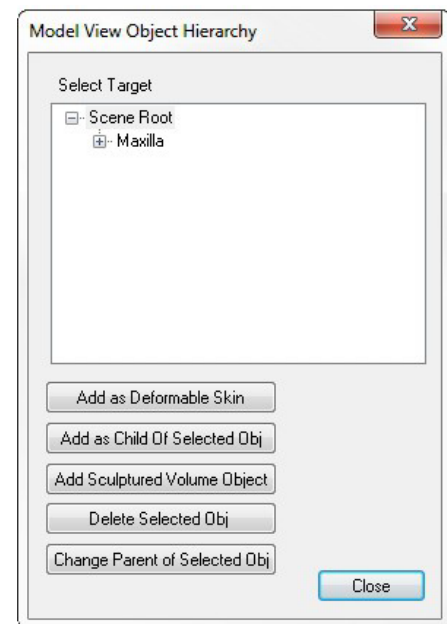 Model View Object Hierarchy
Select Target
Scene Root
Maxilla
Add as Deformable Skin
Add as Child Of Selected Obj
Add Sculptured Volume Object
Delete Selected Obj
Change Parent of Selected Obj
Close